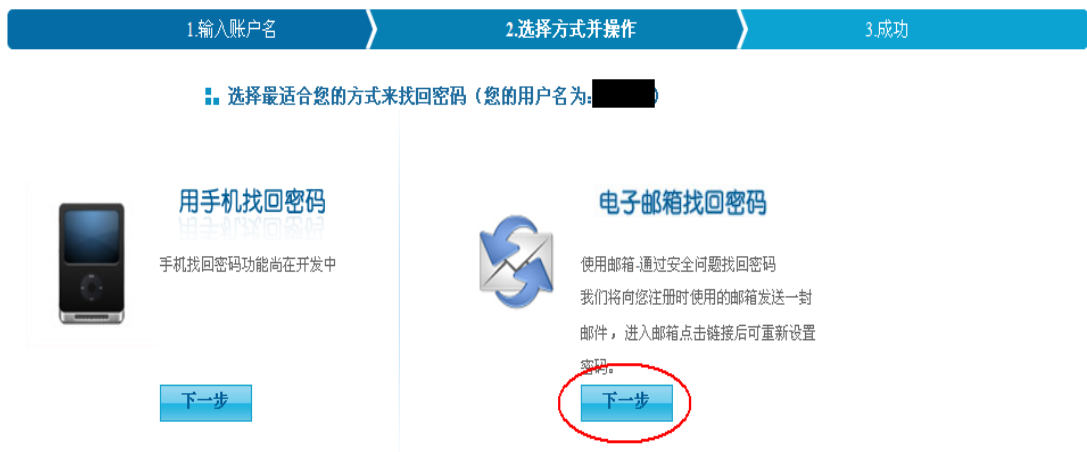 1.输入账户名
2.选择方式并操作
3.成功
选择最适合您的方式来找回密码（您的用户名为：）
用手机找回密码
手机找回密码功能尚在开发中
下一步
电子邮箱找回密码
使用邮箱-通过安全问题找回密码
我们将向您注册时使用的邮箱发送一封
邮件，进入邮箱点击链接后可重新设置
密码。
下一步